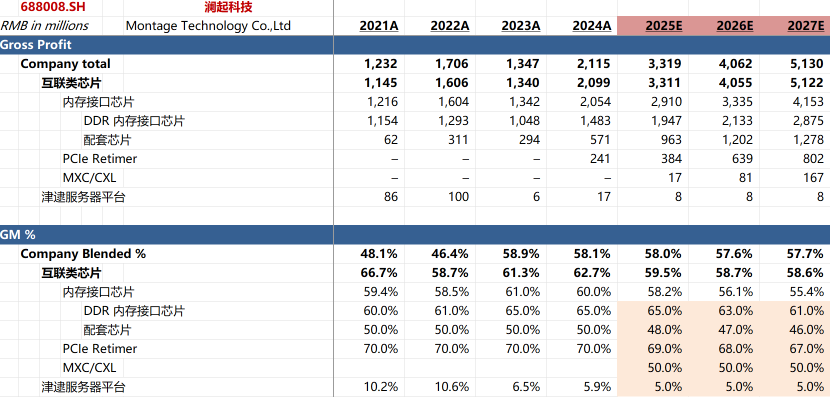 688008.SH 澜起科技
RMB in millions Montage Technology Co.,Ltd 2021A 2022A 2023A 2024A 2025E 2026E 2027E
Gross Profit
Company total 1,232 1,706 1,347 2,115 3,319 4,062 5,130
互联类芯片 1,145 1,606 1,340 2,099 3,311 4,055 5,122
内存接口芯片 1,216 1,604 1,342 2,054 2,910 3,335 4,153
DDR 内存接口芯片 1,154 1,293 1,048 1,483 1,947 2,133 2,875
配套芯片 62 311 294 571 963 1,202 1,278
PCIe Retimer – – – 241 384 639 802
MXC/CXL – – – – 17 81 167
津逮服务器平台 86 100 6 17 8 8 8
GM %
Company Blended % 48.1% 46.4% 58.9% 58.1% 58.0% 57.6% 57.7%
互联类芯片 66.7% 58.7% 61.3% 62.7% 59.5% 58.7% 58.6%
内存接口芯片 59.4% 58.5% 61.0% 60.0% 58.2% 56.1% 55.4%
DDR 内存接口芯片 60.0% 61.0% 65.0% 65.0% 65.0% 63.0% 61.0%
配套芯片 50.0% 50.0% 50.0% 50.0% 48.0% 47.0% 46.0%
PCIe Retimer 70.0% 70.0% 70.0% 70.0% 69.0% 68.0% 67.0%
MXC/CXL 50.0% 50.0% 50.0%
津逮服务器平台 10.2% 10.6% 6.5% 5.9% 5.0% 5.0% 5.0%